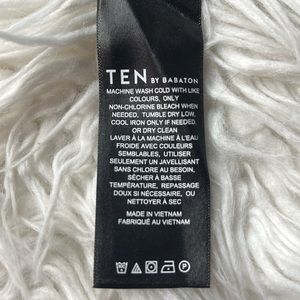 TEN BY BABATON
MACHINE WASH COLD WITH LIKE
COLOURS, ONLY
NON-CHLORINE BLEACH WHEN
NEEDED, TUMBLE DRY LOW,
COOL IRON ONLY IF NEEDED
OR DRY CLEAN
LAVER À LA MACHINE À L'EAU
FROIDE AVEC COULEURS
SEMBLABLES, UTILISER
SEULEMENT UN JAVELLISANT
SANS CHLORE AU BESOIN,
SÉCHER À BASSE
TEMPÉRATURE, REPASSAGE
DOUX SI NÉCESSAIRE, OU
NETTOYER À SEC
MADE IN VIETNAM
FABRIQUÉ AU VIETNAM